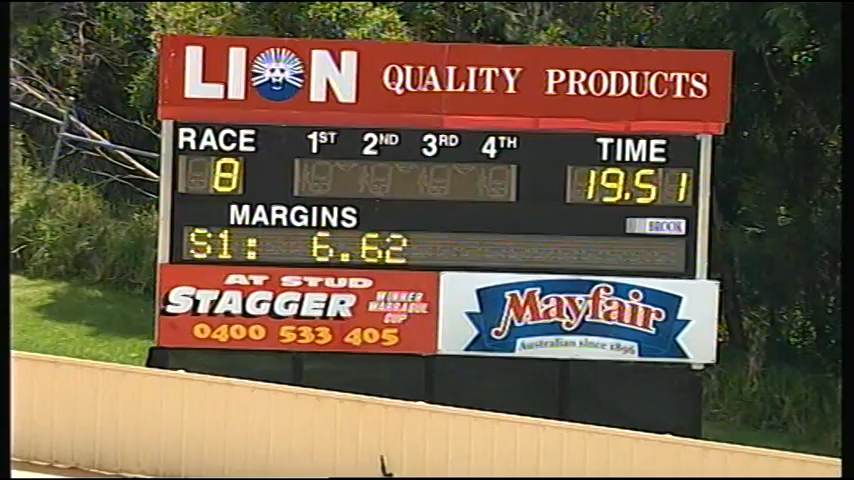 LION QUALITY PRODUCTS
RACE 1ST 2ND 3RD 4TH TIME
8 19.51
MARGINS BROOK
S1: 6.62
AT STUD
STAGGER WINNER WARRAGUL CUP
0400 533 405
Mayfair
Australian since 1896